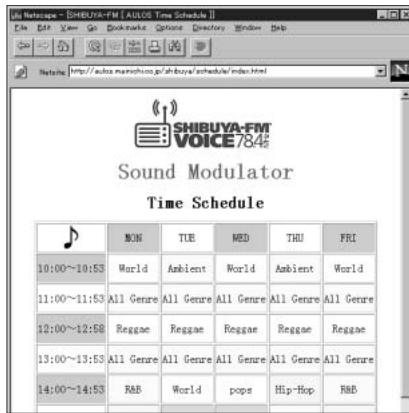 Netscape - [SHIBUYA-FM [ AULOS Time Schedule ]]
File Edit View Go Bookmarks Options Directory Window Help
Netsite: http://aulos.mainichi.co.jp/shibuya/schedule/index.html
N
SHIBUYA-FM
VOICE 78.4
Sound Modulator
Time Schedule
MON TUE WED THU FRI
10:00～10:53 World Ambient World Ambient World
11:00～11:53 All Genre All Genre All Genre All Genre All Genre
12:00～12:58 Reggae Reggae Reggae Reggae Reggae
13:00～13:53 All Genre All Genre All Genre All Genre All Genre
14:00～14:53 R&B World pops Hip-Hop R&B